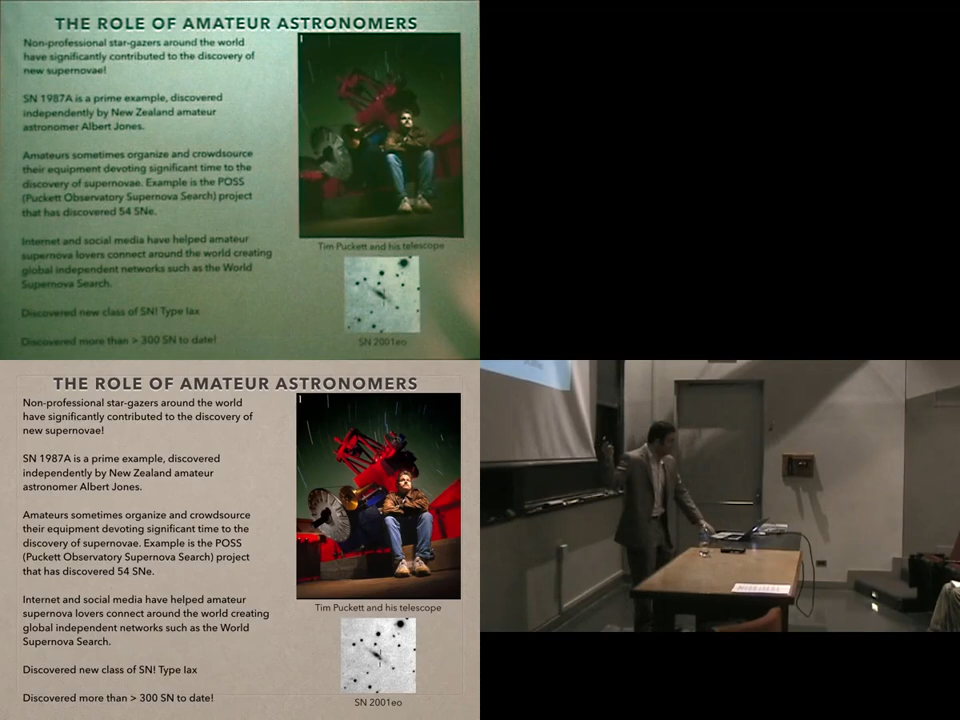 THE ROLE OF AMATEUR ASTRONOMERS
Non-professional star-gazers around the world
have significantly contributed to the discovery of
new supernovae!
SN 1987A is a prime example, discovered
independently by New Zealand amateur
astronomer Albert Jones.
Amateurs sometimes organize and crowdsource
their equipment devoting significant time to the
discovery of supernovae. Example is the POSS
(Puckett Observatory Supernova Search) project
that has discovered 54 SNe.
Internet and social media have helped amateur
supernova lovers connect around the world creating
global independent networks such as the World
Supernova Search.
Discovered new class of SN! Type Iax
Discovered more than > 300 SN to date!
Tim Puckett and his telescope
SN 2001eo
THE ROLE OF AMATEUR ASTRONOMERS
Non-professional star-gazers around the world
have significantly contributed to the discovery of
new supernovae!
SN 1987A is a prime example, discovered
independently by New Zealand amateur
astronomer Albert Jones.
Amateurs sometimes organize and crowdsource
their equipment devoting significant time to the
discovery of supernovae. Example is the POSS
(Puckett Observatory Supernova Search) project
that has discovered 54 SNe.
Internet and social media have helped amateur
supernova lovers connect around the world creating
global independent networks such as the World
Supernova Search.
Discovered new class of SN! Type Iax
Discovered more than > 300 SN to date!
Tim Puckett and his telescope
SN 2001eo